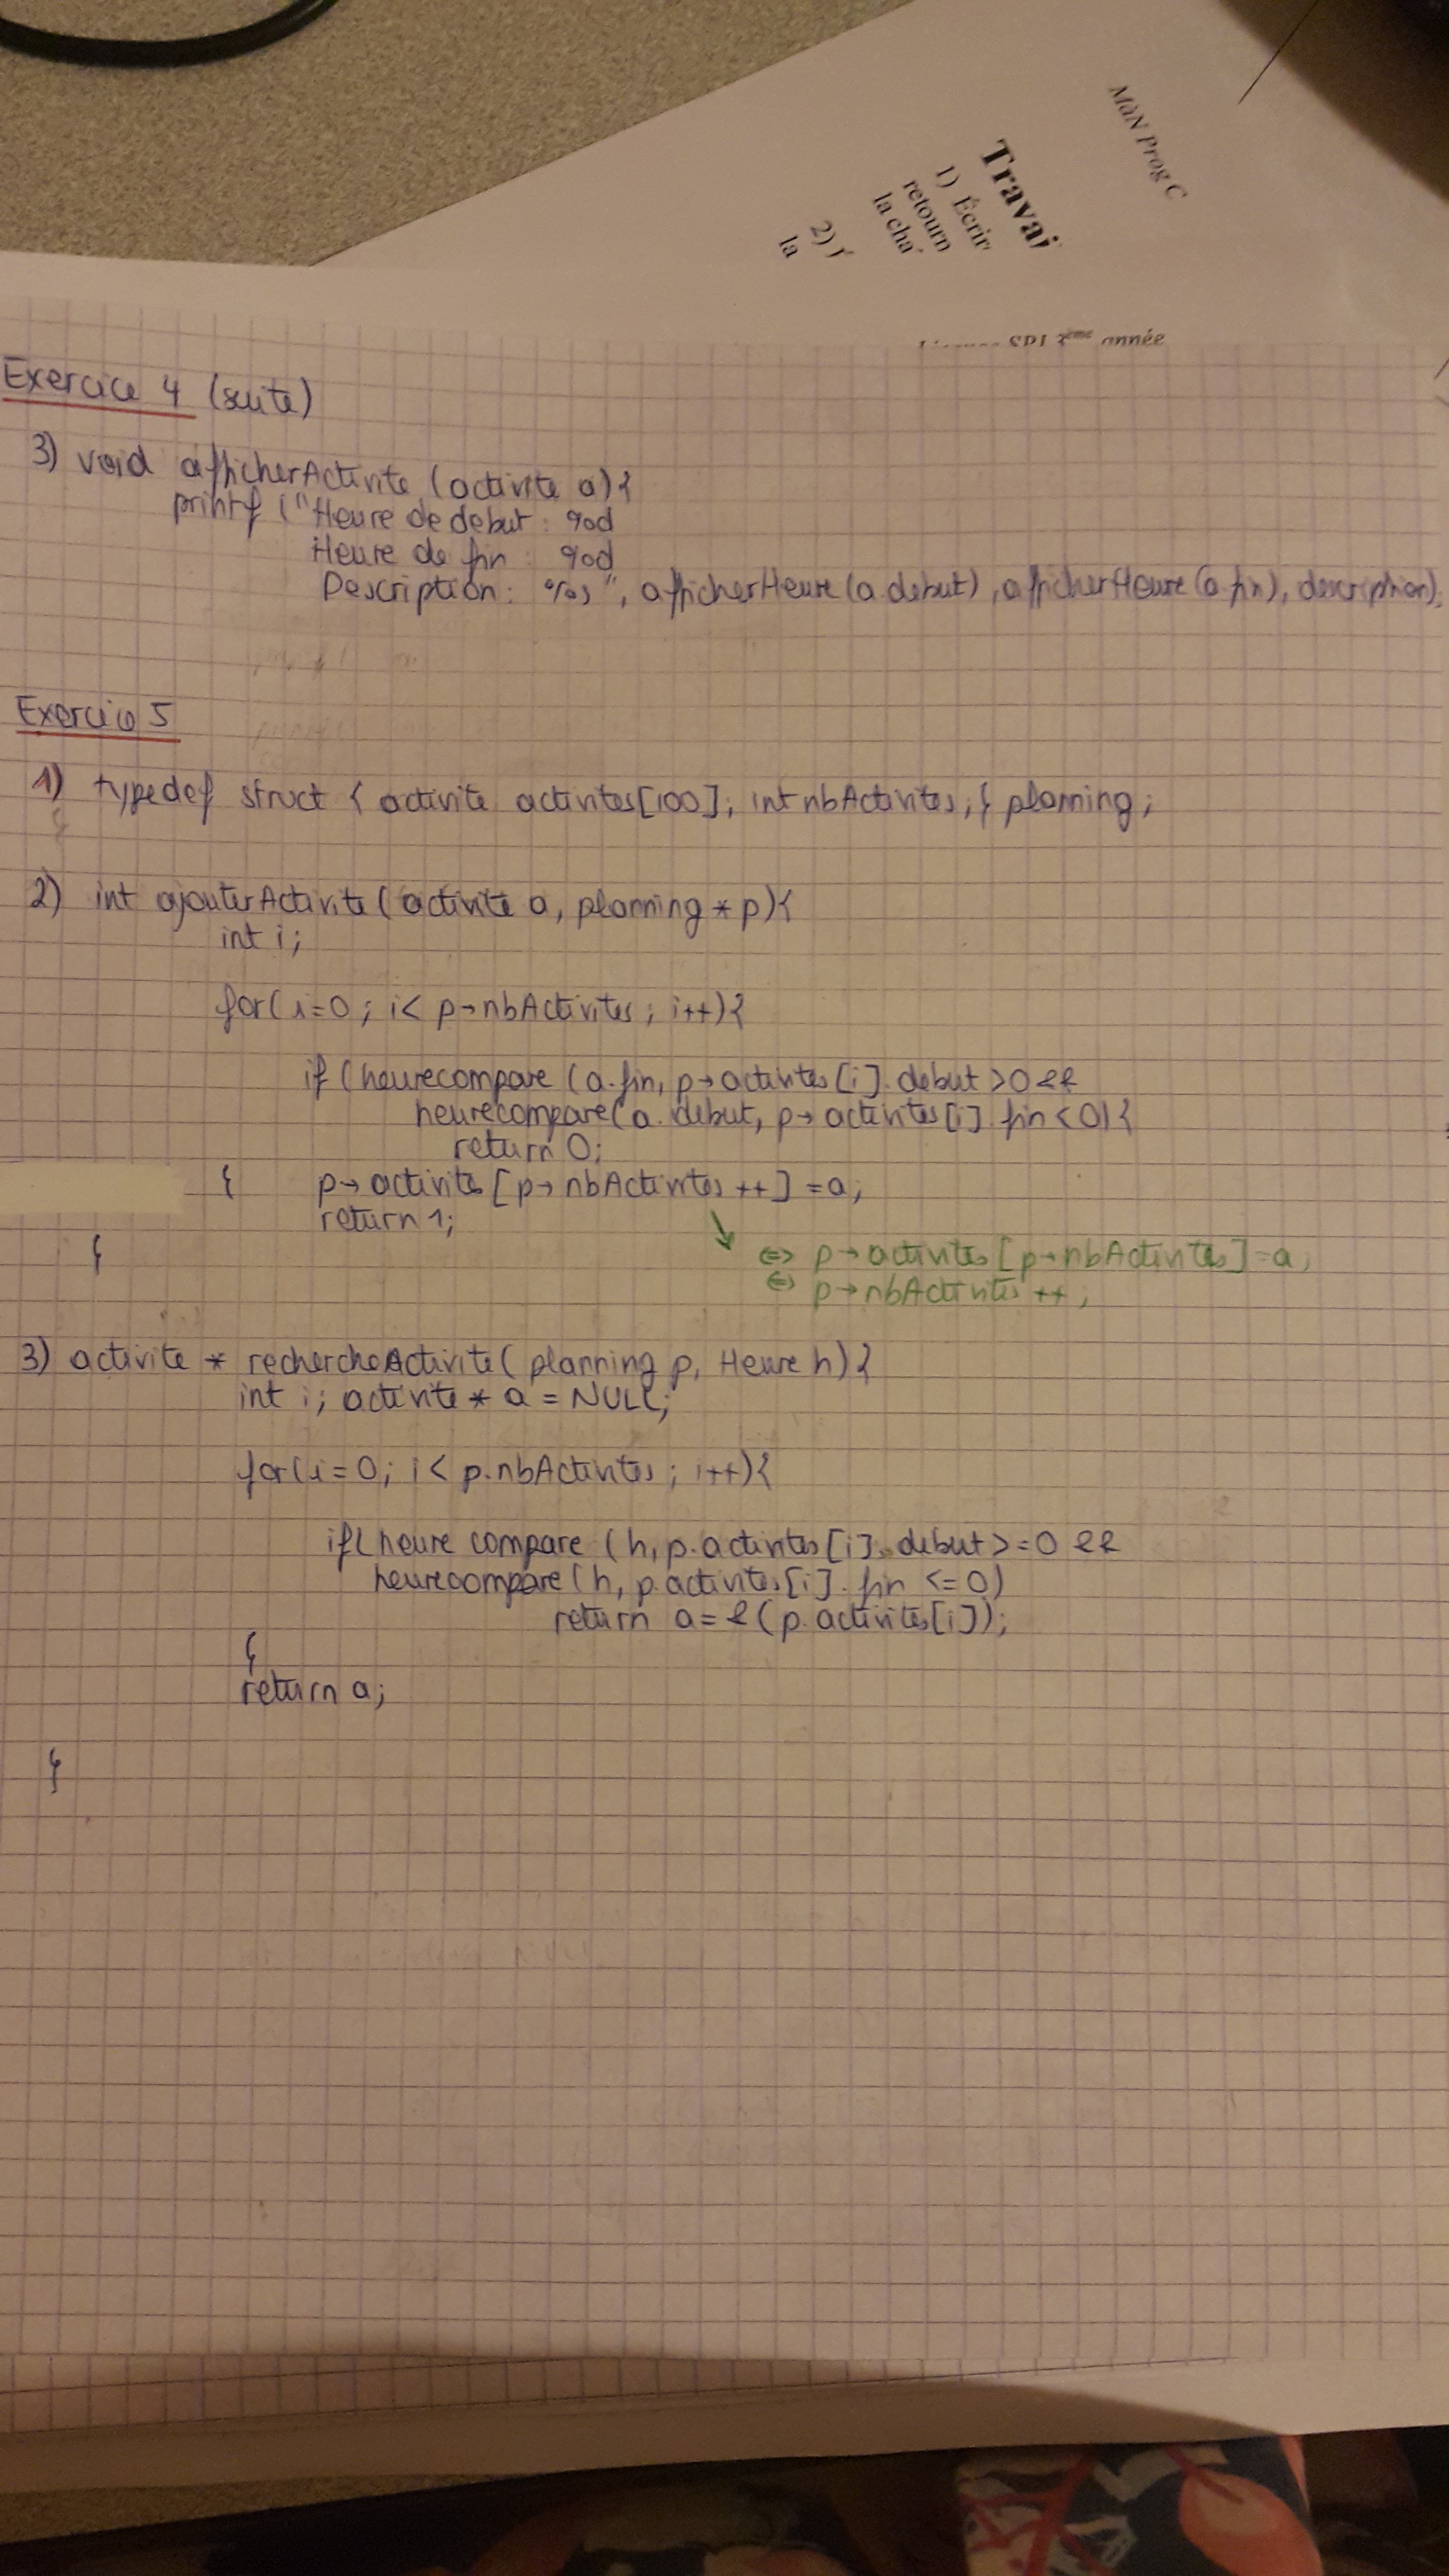 MàN Prog C
Travai
1) Écrir
retourn
la cha
2)
la
SPI 3ème année
Exercice 4 (suite)
3) void afficherActivite (activite a){
printf ("Heure de debut : %d
Heure de fin : %d
Description : %s", afficherHeure (a.debut), afficherHeure (a.fin), description);
Exercice 5
1) typedef struct { activite activites[100]; int nbActivites; } planning;
2) int ajouterActivite ( activite a, planning * p){
int i;
for( i=0 ; i< p→nbActivites ; i++){
if (heurecompare (a.fin, p→activites[i].debut >0 &&
heurecompare(a.debut, p→activites[i].fin <0){
return 0;
} p→activites [p→nbActivites ++] =a;
return 1;
}
⇔ p→activites [p→nbActivites]=a;
⇔ p→nbActivites ++ ;
3) activite * rechercheActivite ( planning p, Heure h){
int i; activite * a = NULL;
for(i=0; i< p.nbActivites ; i++){
if( heure compare (h, p.activites[i].debut >=0 &&
heurecompare (h, p.activites[i].fin <=0)
return a= &(p.activites[i]);
}
return a;
}